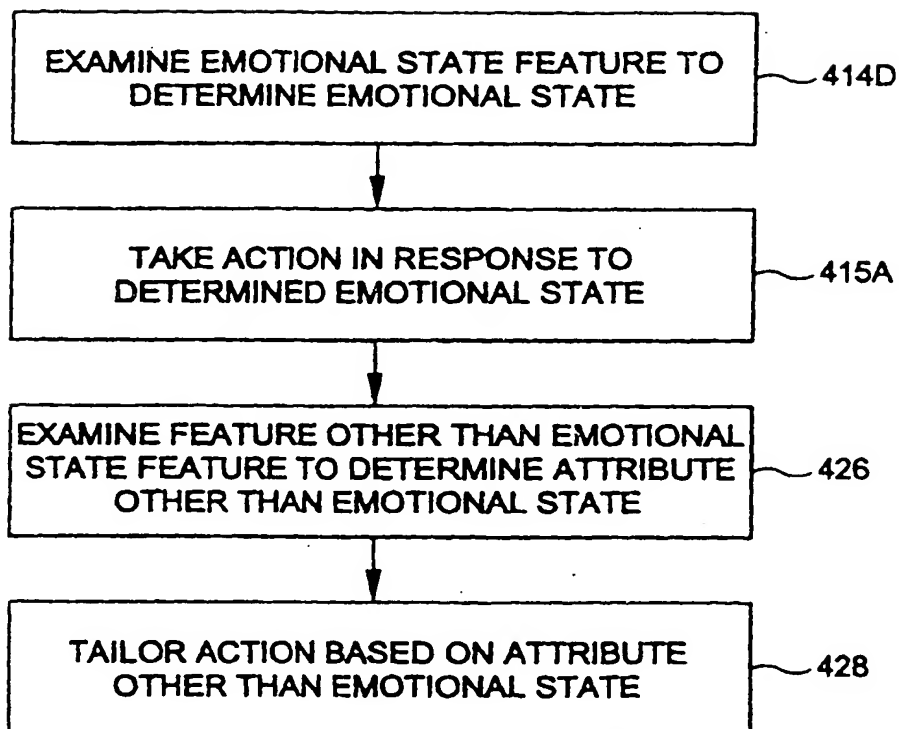 EXAMINE EMOTIONAL STATE FEATURE TO
DETERMINE EMOTIONAL STATE
414D
TAKE ACTION IN RESPONSE TO
DETERMINED EMOTIONAL STATE
415A
EXAMINE FEATURE OTHER THAN EMOTIONAL
STATE FEATURE TO DETERMINE ATTRIBUTE
OTHER THAN EMOTIONAL STATE
426
TAILOR ACTION BASED ON ATTRIBUTE
OTHER THAN EMOTIONAL STATE
428